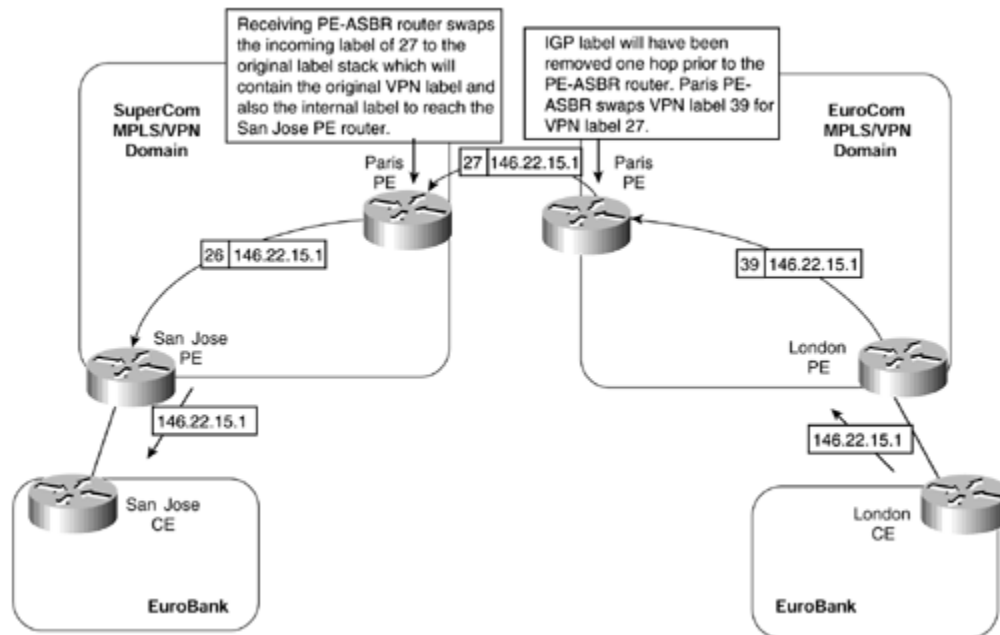 Receiving PE-ASBR router swaps
the incoming label of 27 to the
original label stack which will
contain the original VPN label and
also the internal label to reach the
San Jose PE router.
IGP label will have been
removed one hop prior to the
PE-ASBR router. Paris PE-
ASBR swaps VPN label 39 for
VPN label 27.
SuperCom
MPLS/VPN
Domain
EuroCom
MPLS/VPN
Domain
Paris
PE
27 146.22.15.1
Paris
PE
26 146.22.15.1
39 146.22.15.1
San Jose
PE
London
PE
146.22.15.1
146.22.15.1
San Jose
CE
London
CE
EuroBank
EuroBank